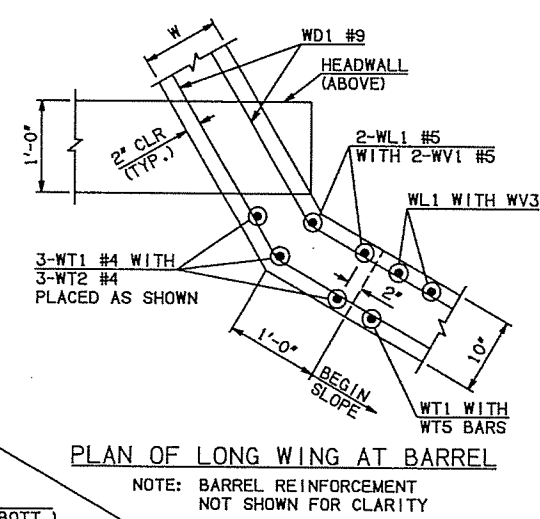 W
WD1 #9
HEADWALL
(ABOVE)
1'-0"
2" CLR
(TYP.)
2-WL1 #5
WITH 2-WV1 #5
WL1 WITH WV3
3-WT1 #4 WITH
3-WT2 #4
PLACED AS SHOWN
2"
1'-0"
10"
BEGIN
SLOPE
WT1 WITH
WT5 BARS
PLAN OF LONG WING AT BARREL
NOTE: BARREL REINFORCEMENT
NOT SHOWN FOR CLARITY
BOTT.)